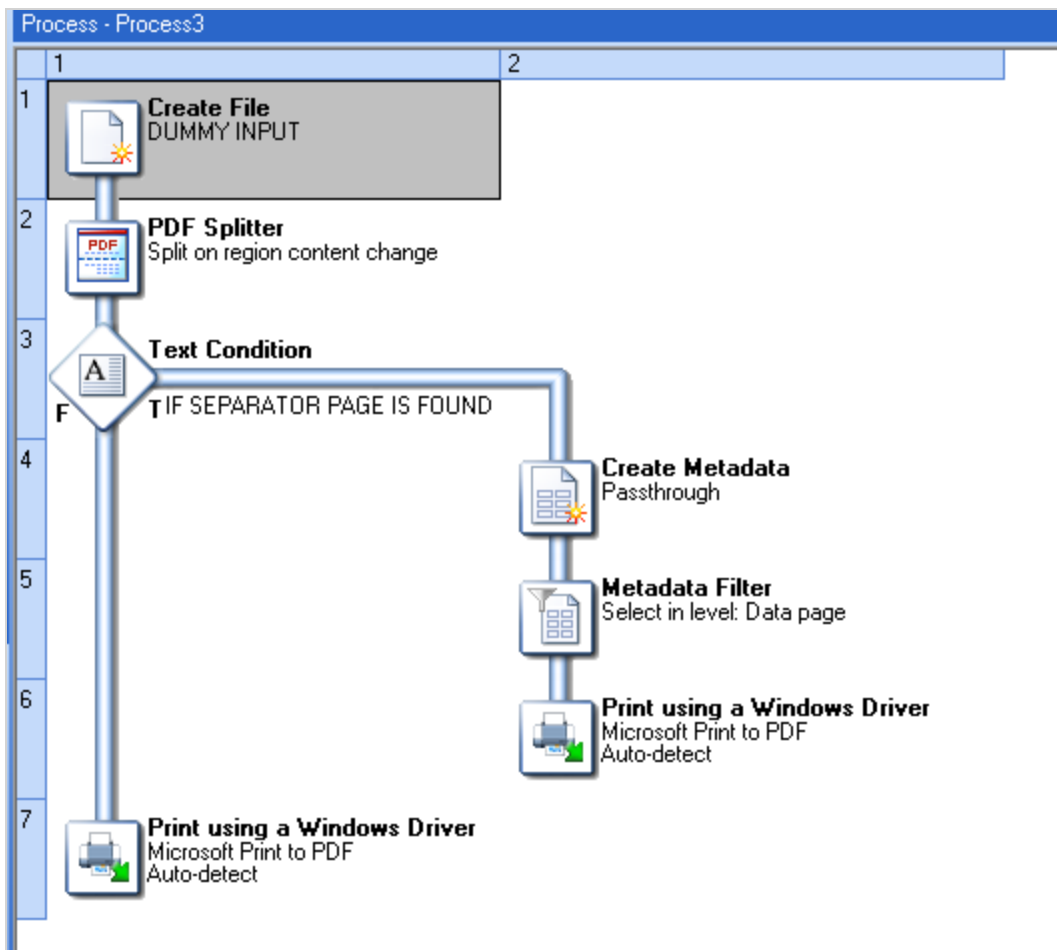 Process - Process3
1 2
1
Create File
DUMMY INPUT
2
PDF Splitter
PDF
Split on region content change
3
Text Condition
A
F T IF SEPARATOR PAGE IS FOUND
4
Create Metadata
Passthrough
5
Metadata Filter
Select in level: Data page
6
Print using a Windows Driver
Microsoft Print to PDF
Auto-detect
7
Print using a Windows Driver
Microsoft Print to PDF
Auto-detect